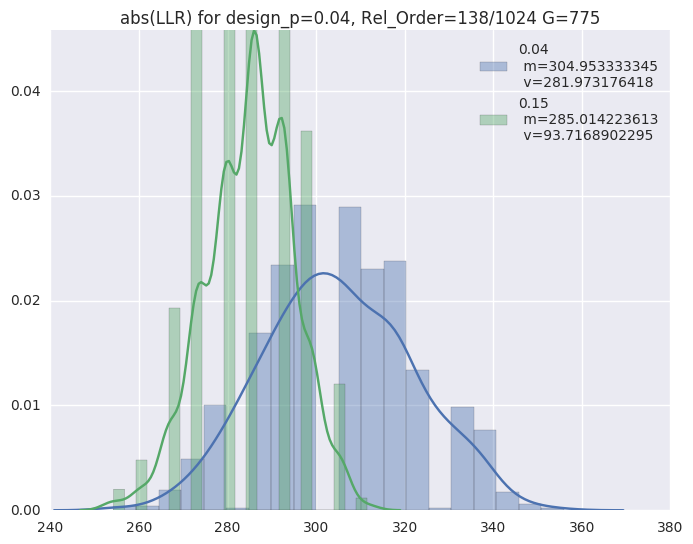 abs(LLR) for design_p=0.04, Rel_Order=138/1024 G=775
0.04
m=304.953333345
v=281.973176418
0.15
m=285.014223613
v=93.7168902295
0.04
0.03
0.02
0.01
0.00
240 260 280 300 320 340 360 380